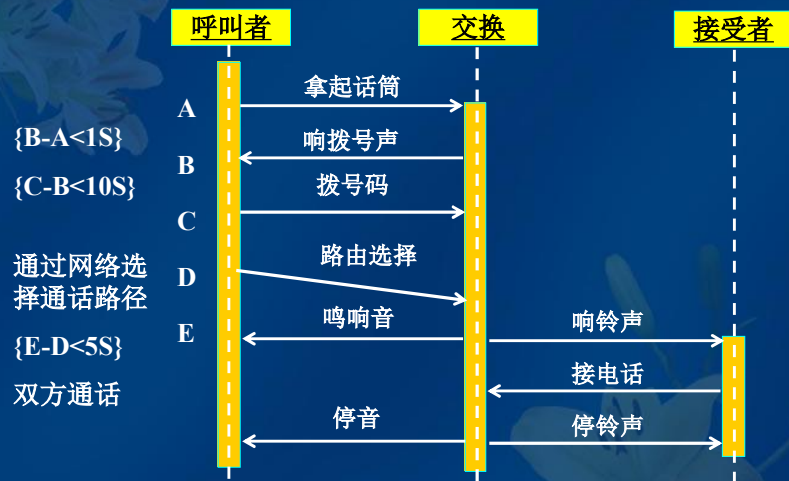 呼叫者
交换
接受者
拿起话筒
A
{B-A<1S}
响拨号声
B
{C-B<10S}
拨号码
C
路由选择
通过网络选
择通话路径
D
鸣响音
响铃声
E
{E-D<5S}
接电话
双方通话
停音
停铃声